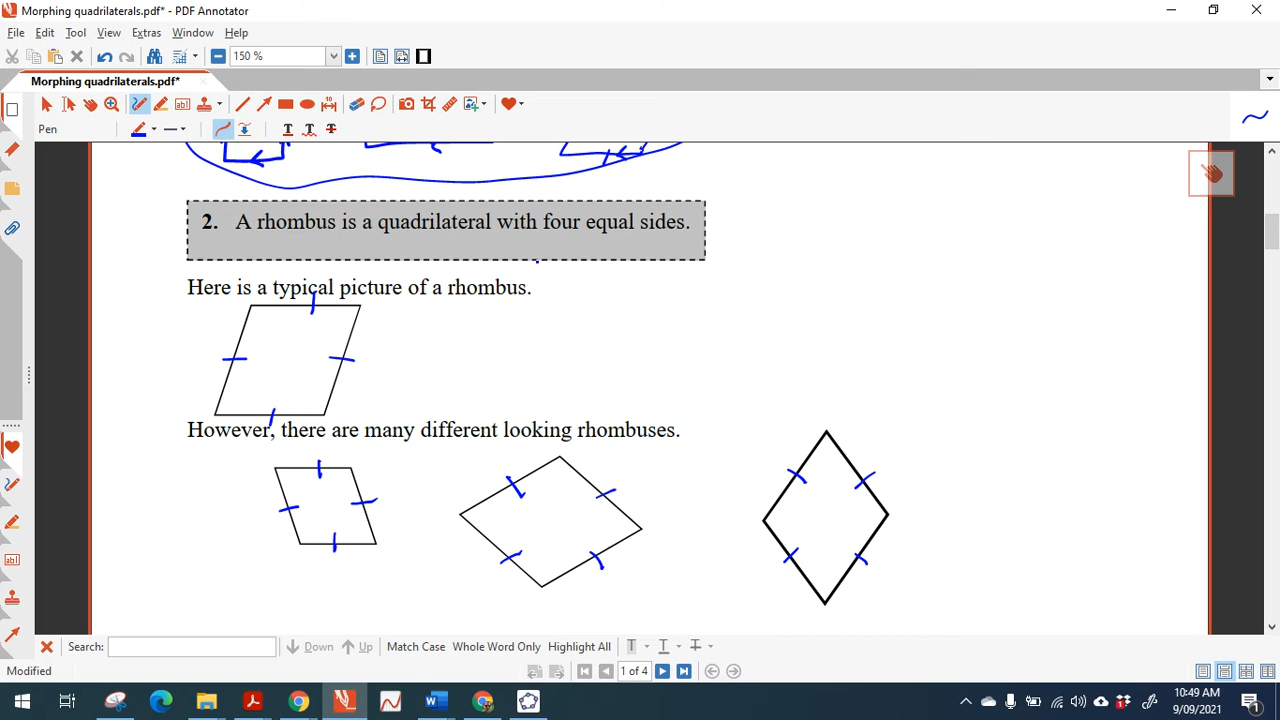 Morphing quadrilaterals.pdf* - PDF Annotator
File Edit Tool View Extras Window Help
150 %
Morphing quadrilaterals.pdf*
Pen
2. A rhombus is a quadrilateral with four equal sides.
Here is a typical picture of a rhombus.
However, there are many different looking rhombuses.
Search: Down Up Match Case Whole Word Only Highlight All
Modified
1 of 4
10:49 AM
9/09/2021